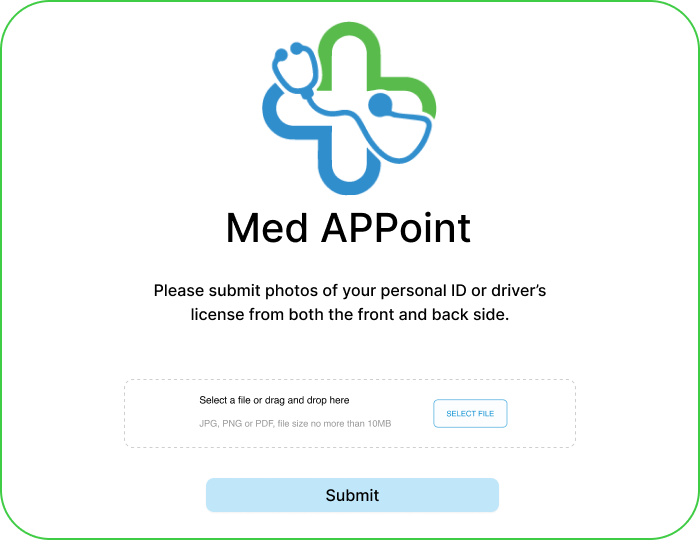 Med APPoint
Please submit photos of your personal ID or driver’s
license from both the front and back side.
Select a file or drag and drop here
JPG, PNG or PDF, file size no more than 10MB
SELECT FILE
Submit